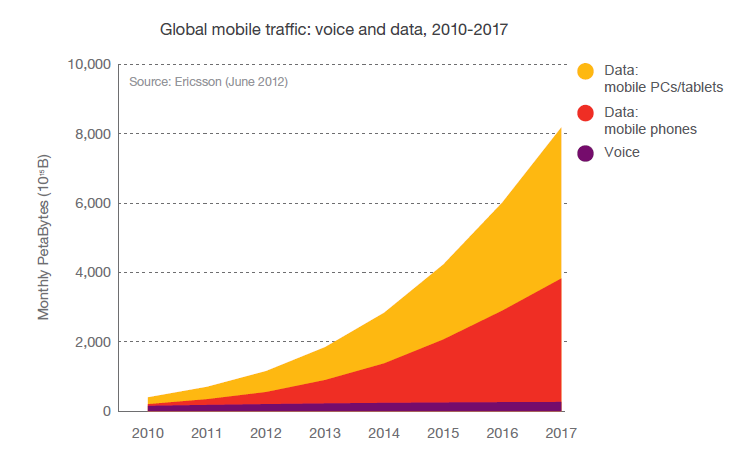 Global mobile traffic: voice and data, 2010-2017
10,000
Source: Ericsson (June 2012)
8,000
6,000
4,000
2,000
0
Monthly PetaBytes (10¹⁵B)
2010 2011 2012 2013 2014 2015 2016 2017
Data:
mobile PCs/tablets
Data:
mobile phones
Voice